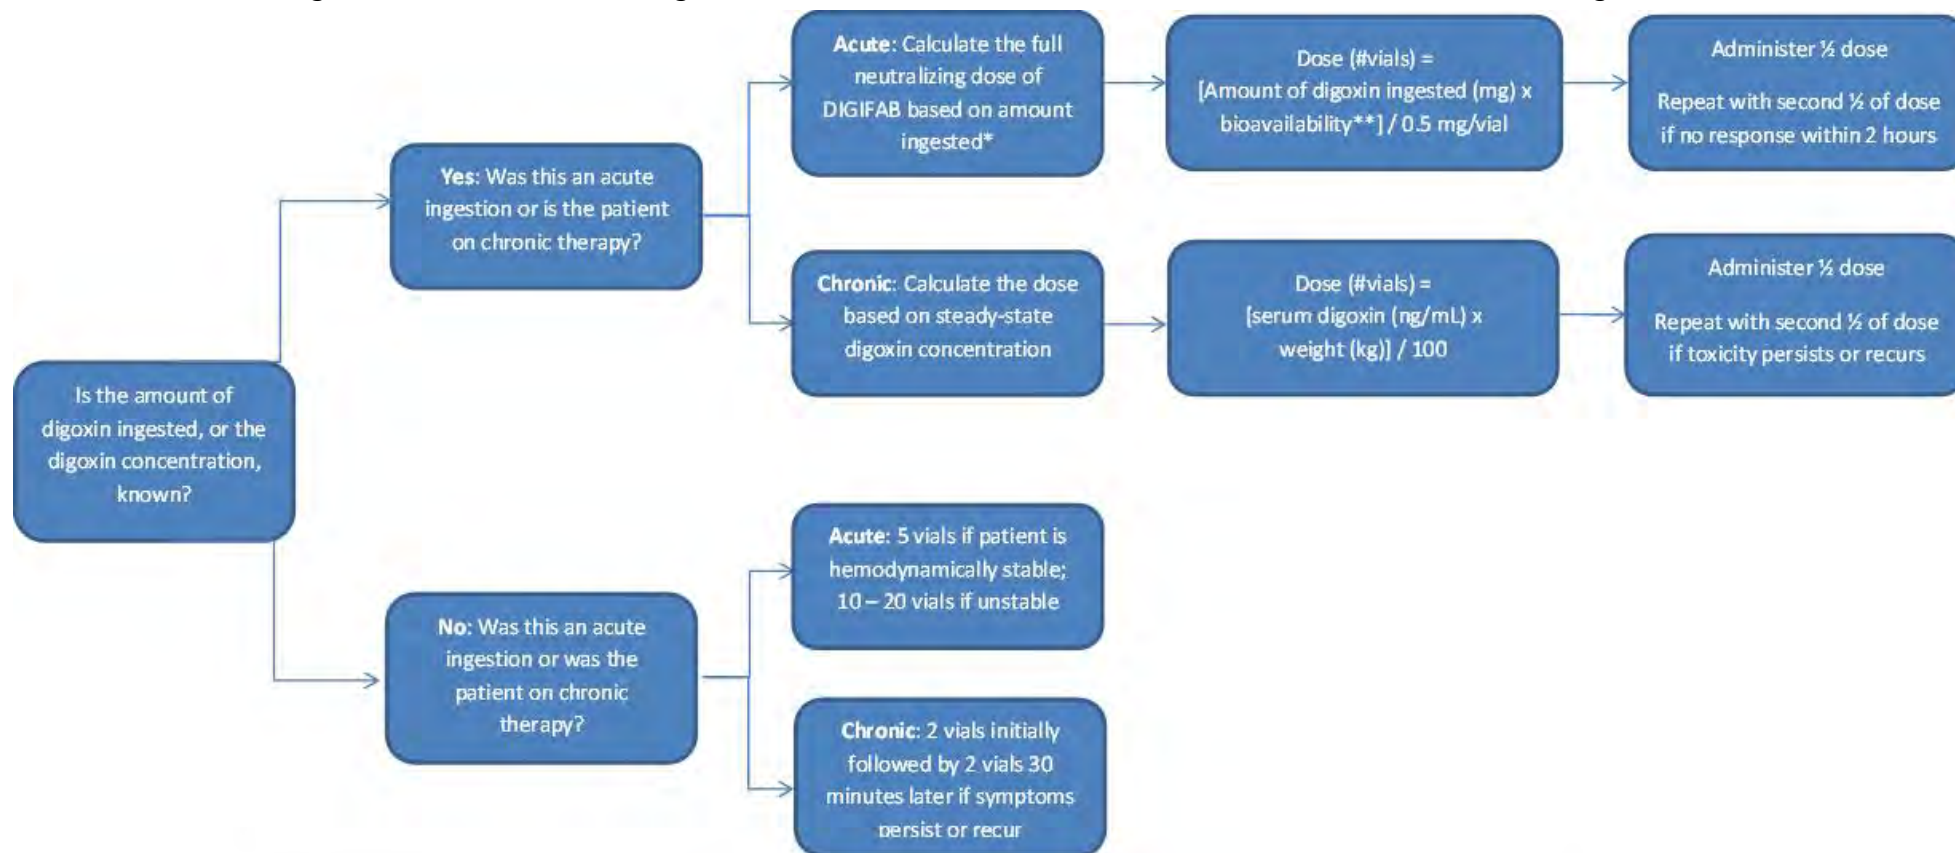 Is the amount of
digoxin ingested, or the
digoxin concentration,
known?
Yes: Was this an acute
ingestion or is the patient
on chronic therapy?
Acute: Calculate the full
neutralizing dose of
DIGIFAB based on amount
ingested*
Dose (#vials) =
[Amount of digoxin ingested (mg) x
bioavailability**] / 0.5 mg/vial
Administer ½ dose
Repeat with second ½ of dose
if no response within 2 hours
Chronic: Calculate the dose
based on steady-state
digoxin concentration
Dose (#vials) =
[serum digoxin (ng/mL) x
weight (kg)] / 100
Administer ½ dose
Repeat with second ½ of dose
if toxicity persists or recurs
No: Was this an acute
ingestion or was the
patient on chronic
therapy?
Acute: 5 vials if patient is
hemodynamically stable;
10 – 20 vials if unstable
Chronic: 2 vials initially
followed by 2 vials 30
minutes later if symptoms
persist or recur